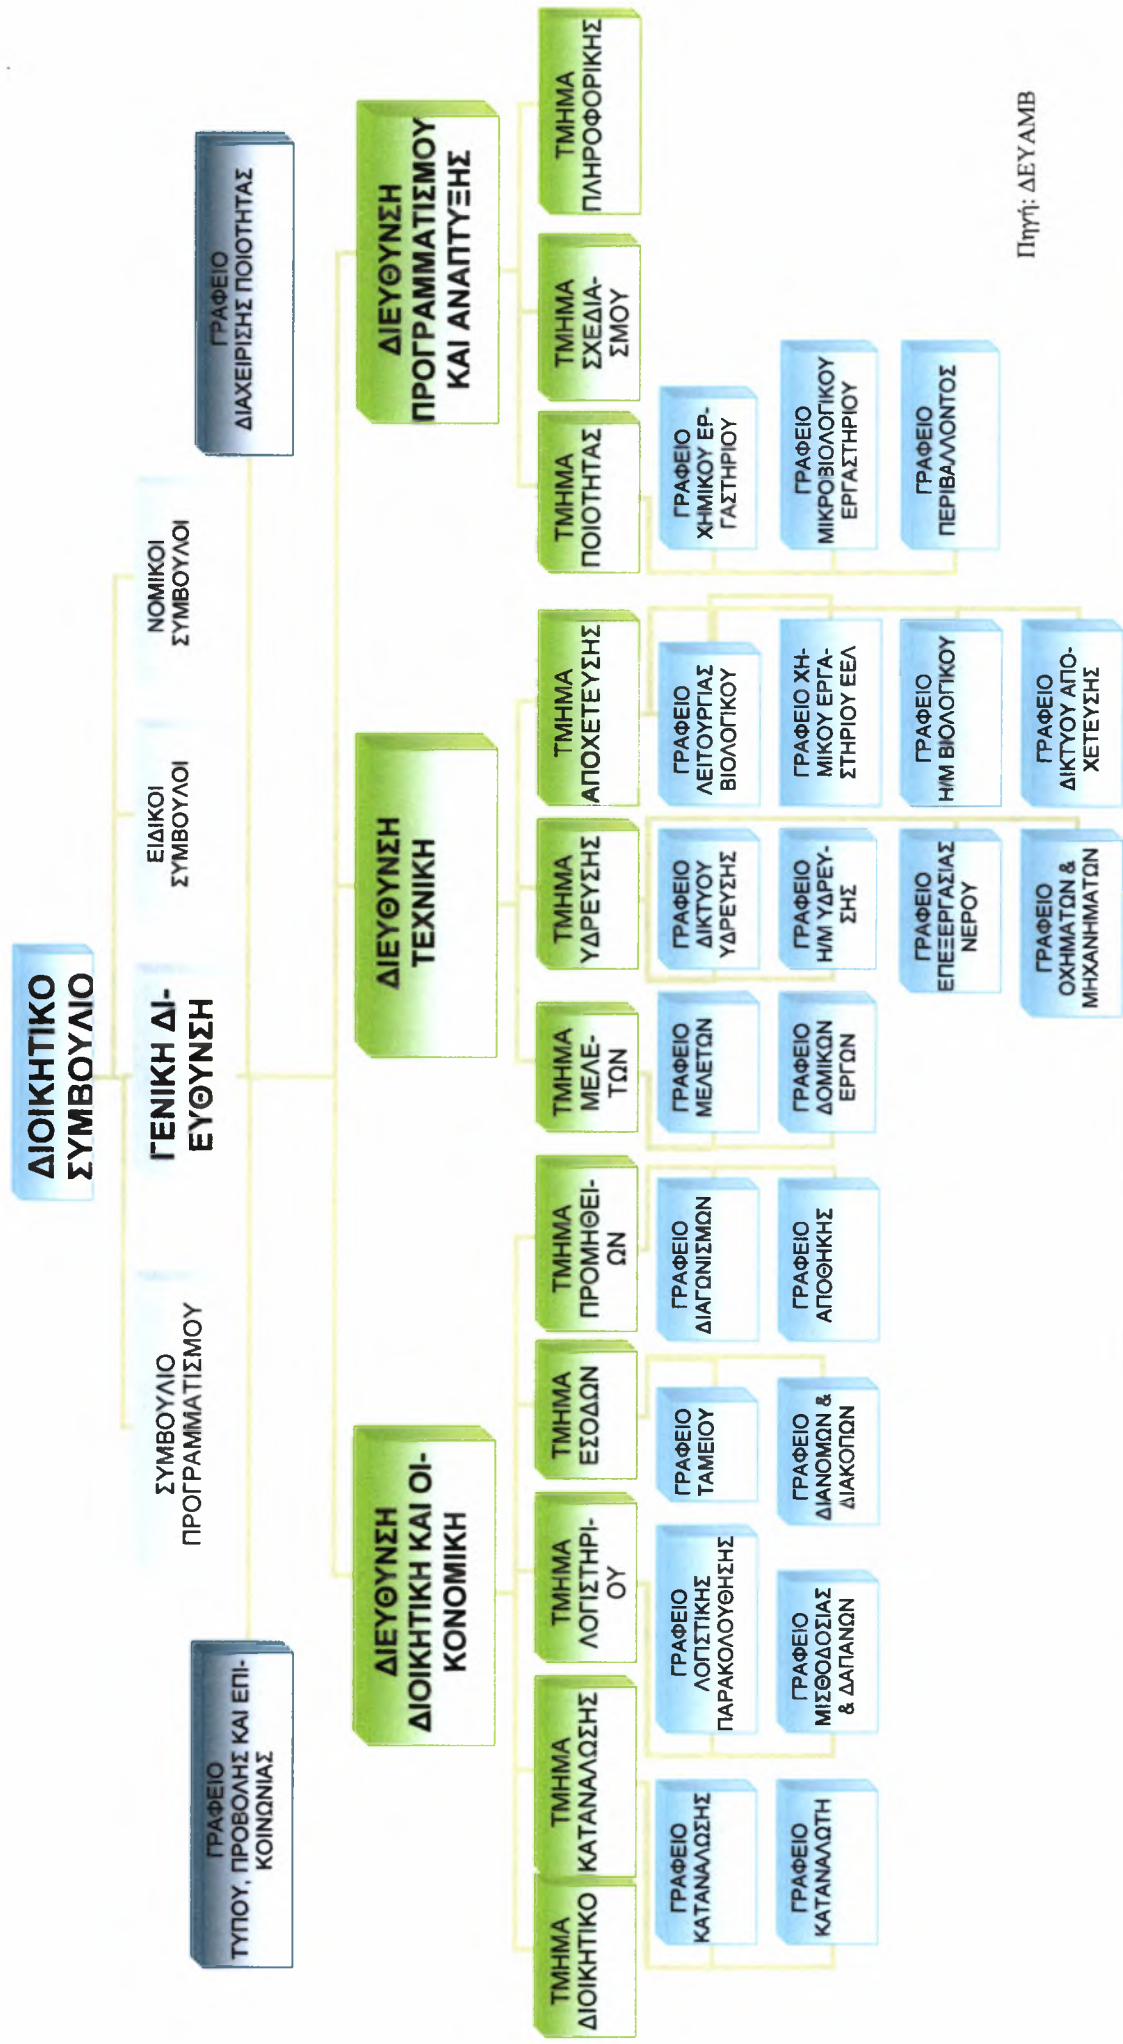 ΔΙΟΙΚΗΤΙΚΟ
ΣΥΜΒΟΥΛΙΟ
ΣΥΜΒΟΥΛΙΟ
ΠΡΟΓΡΑΜΜΑΤΙΣΜΟΥ
ΓΕΝΙΚΗ ΔΙ-
ΕΥΘΥΝΣΗ
ΕΙΔΙΚΟΙ
ΣΥΜΒΟΥΛΟΙ
ΝΟΜΙΚΟΙ
ΣΥΜΒΟΥΛΟΙ
ΓΡΑΦΕΙΟ
ΤΥΠΟΥ, ΠΡΟΒΟΛΗΣ ΚΑΙ ΕΠΙ-
ΚΟΙΝΩΝΙΑΣ
ΓΡΑΦΕΙΟ
ΔΙΑΧΕΙΡΙΣΗΣ ΠΟΙΟΤΗΤΑΣ
ΔΙΕΥΘΥΝΣΗ
ΔΙΟΙΚΗΤΙΚΗ ΚΑΙ ΟΙ-
ΚΟΝΟΜΙΚΗ
ΔΙΕΥΘΥΝΣΗ
ΤΕΧΝΙΚΗ
ΔΙΕΥΘΥΝΣΗ
ΠΡΟΓΡΑΜΜΑΤΙΣΜΟΥ
ΚΑΙ ΑΝΑΠΤΥΞΗΣ
ΤΜΗΜΑ
ΔΙΟΙΚΗΤΙΚΟ
ΤΜΗΜΑ
ΚΑΤΑΝΑΛΩΣΗΣ
ΤΜΗΜΑ
ΛΟΓΙΣΤΗΡΙ-
ΟΥ
ΤΜΗΜΑ
ΕΣΟΔΩΝ
ΤΜΗΜΑ
ΠΡΟΜΗΘΕΙ-
ΩΝ
ΤΜΗΜΑ
ΜΕΛΕ-
ΤΩΝ
ΤΜΗΜΑ
ΥΔΡΕΥΣΗΣ
ΤΜΗΜΑ
ΑΠΟΧΕΤΕΥΣΗΣ
ΤΜΗΜΑ
ΠΟΙΟΤΗΤΑΣ
ΤΜΗΜΑ
ΣΧΕΔΙΑ-
ΣΜΟΥ
ΤΜΗΜΑ
ΠΛΗΡΟΦΟΡΙΚΗΣ
ΓΡΑΦΕΙΟ
ΚΑΤΑΝΑΛΩΣΗΣ
ΓΡΑΦΕΙΟ
ΛΟΓΙΣΤΙΚΗΣ
ΠΑΡΑΚΟΛΟΥΘΗΣΗΣ
ΓΡΑΦΕΙΟ
ΤΑΜΕΙΟΥ
ΓΡΑΦΕΙΟ
ΔΙΑΓΩΝΙΣΜΩΝ
ΓΡΑΦΕΙΟ
ΜΕΛΕΤΩΝ
ΓΡΑΦΕΙΟ
ΔΙΚΤΥΟΥ
ΥΔΡΕΥΣΗΣ
ΓΡΑΦΕΙΟ
ΛΕΙΤΟΥΡΓΙΑΣ
ΒΙΟΛΟΓΙΚΟΥ
ΓΡΑΦΕΙΟ
ΧΗΜΙΚΟΥ ΕΡ-
ΓΑΣΤΗΡΙΟΥ
ΓΡΑΦΕΙΟ
ΚΑΤΑΝΑΛΩΤΗ
ΓΡΑΦΕΙΟ
ΜΙΣΘΟΔΟΣΙΑΣ
& ΔΑΠΑΝΩΝ
ΓΡΑΦΕΙΟ
ΔΙΑΝΟΜΩΝ &
ΔΙΑΚΟΠΩΝ
ΓΡΑΦΕΙΟ
ΑΠΟΘΗΚΗΣ
ΓΡΑΦΕΙΟ
ΔΟΜΙΚΩΝ
ΕΡΓΩΝ
ΓΡΑΦΕΙΟ
Η/Μ ΥΔΡΕΥ-
ΣΗΣ
ΓΡΑΦΕΙΟ ΧΗ-
ΜΙΚΟΥ ΕΡΓΑ-
ΣΤΗΡΙΟΥ ΕΕΛ
ΓΡΑΦΕΙΟ
ΜΙΚΡΟΒΙΟΛΟΓΙΚΟΥ
ΕΡΓΑΣΤΗΡΙΟΥ
ΓΡΑΦΕΙΟ
ΕΠΕΞΕΡΓΑΣΙΑΣ
ΝΕΡΟΥ
ΓΡΑΦΕΙΟ
Η/Μ ΒΙΟΛΟΓΙΚΟΥ
ΓΡΑΦΕΙΟ
ΠΕΡΙΒΑΛΛΟΝΤΟΣ
ΓΡΑΦΕΙΟ
ΟΧΗΜΑΤΩΝ &
ΜΗΧΑΝΗΜΑΤΩΝ
ΓΡΑΦΕΙΟ
ΔΙΚΤΥΟΥ ΑΠΟ-
ΧΕΤΕΥΣΗΣ
Πηγή: ΔΕΥΑΜΒ